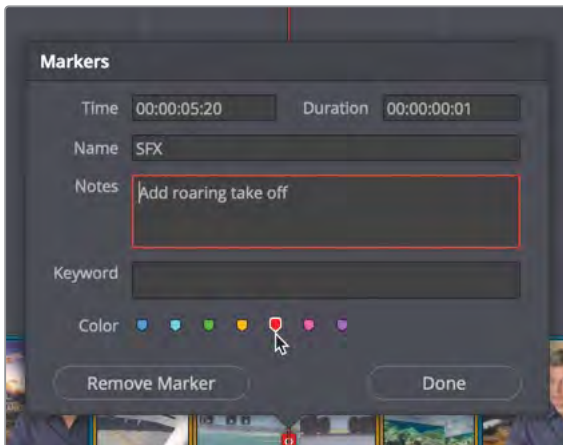 Markers
Time 00:00:05:20 Duration 00:00:00:01
Name SFX
Notes Add roaring take off
Keyword
Color
Remove Marker Done